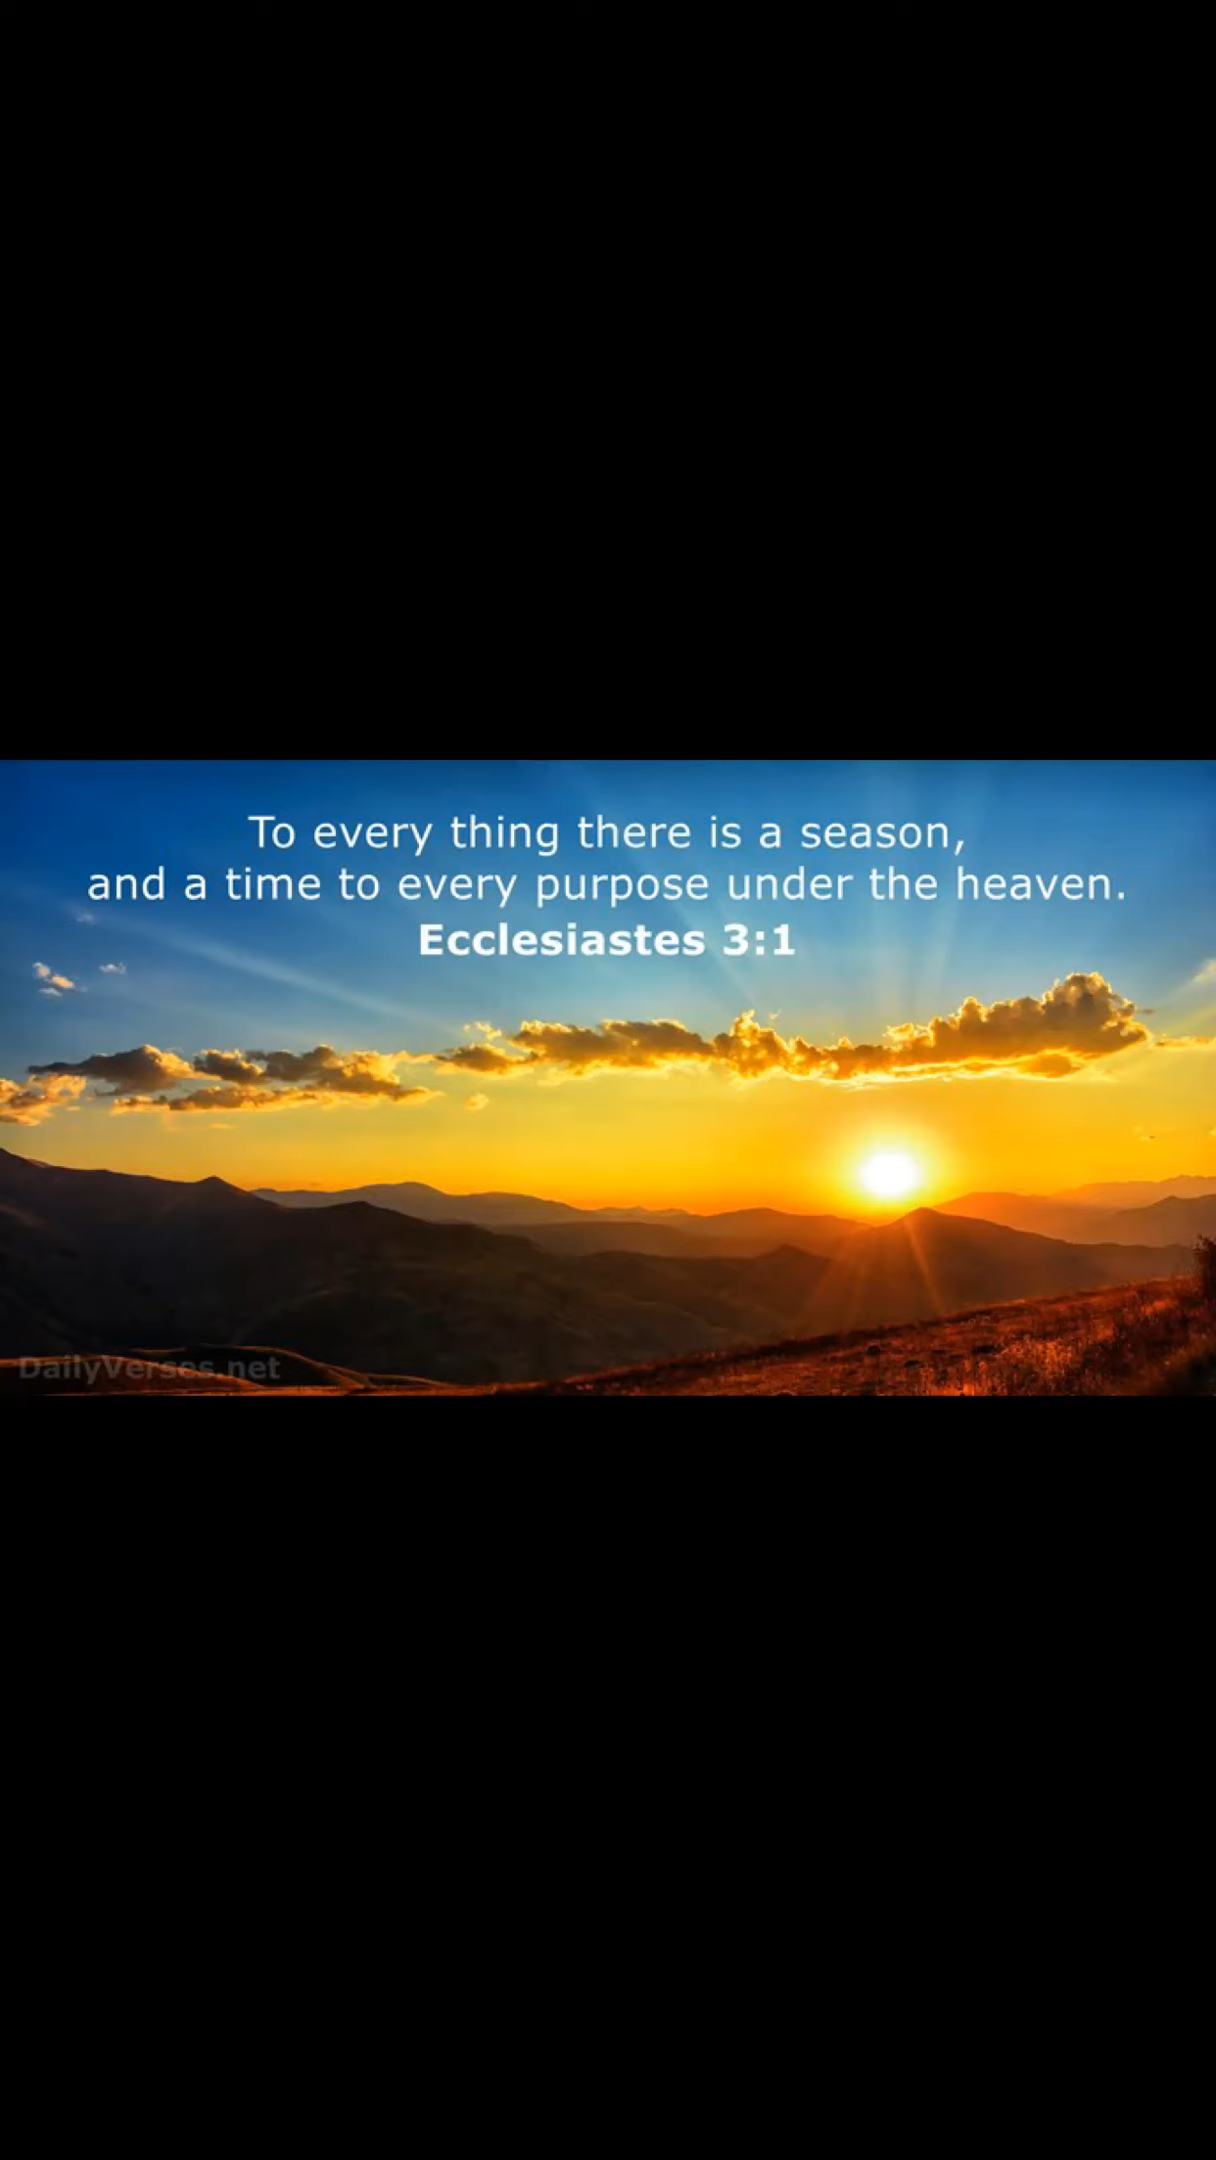 To every thing there is a season,
and a time to every purpose under the heaven.
Ecclesiastes 3:1
DailyVerses.net